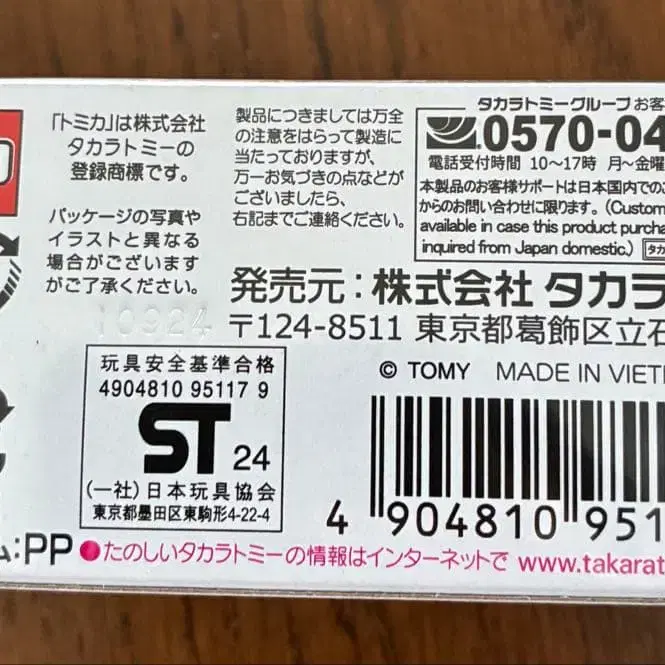 「トミカ」は株式会社
タカラトミーの
登録商標です。
パッケージの写真や
イラストと異なる
場合がございます
がご了承ください。
製品につきましては万全
の注意をはらって製造に
当たっておりますが、
万一お気づきの点などが
ございましたら、
右記までご連絡ください。
タカラトミーグループ お客
0570-04
電話受付時間 10〜17時 月〜金曜
本製品のお客様サポートは日本国内でのご
からのお問い合わせに限ります。(Custom
available in case this product purcha
inquired from Japan domestic.) タカ
発売元：株式会社 タカラ
〒124-8511 東京都葛飾区立石
10924
玩具安全基準合格
4904810 95117 9
ST 24
(一社)日本玩具協会
東京都墨田区東駒形4-22-4
© TOMY MADE IN VIET
4 904810 951
ム:PP
●たのしいタカラトミーの情報はインターネットで www.takarat